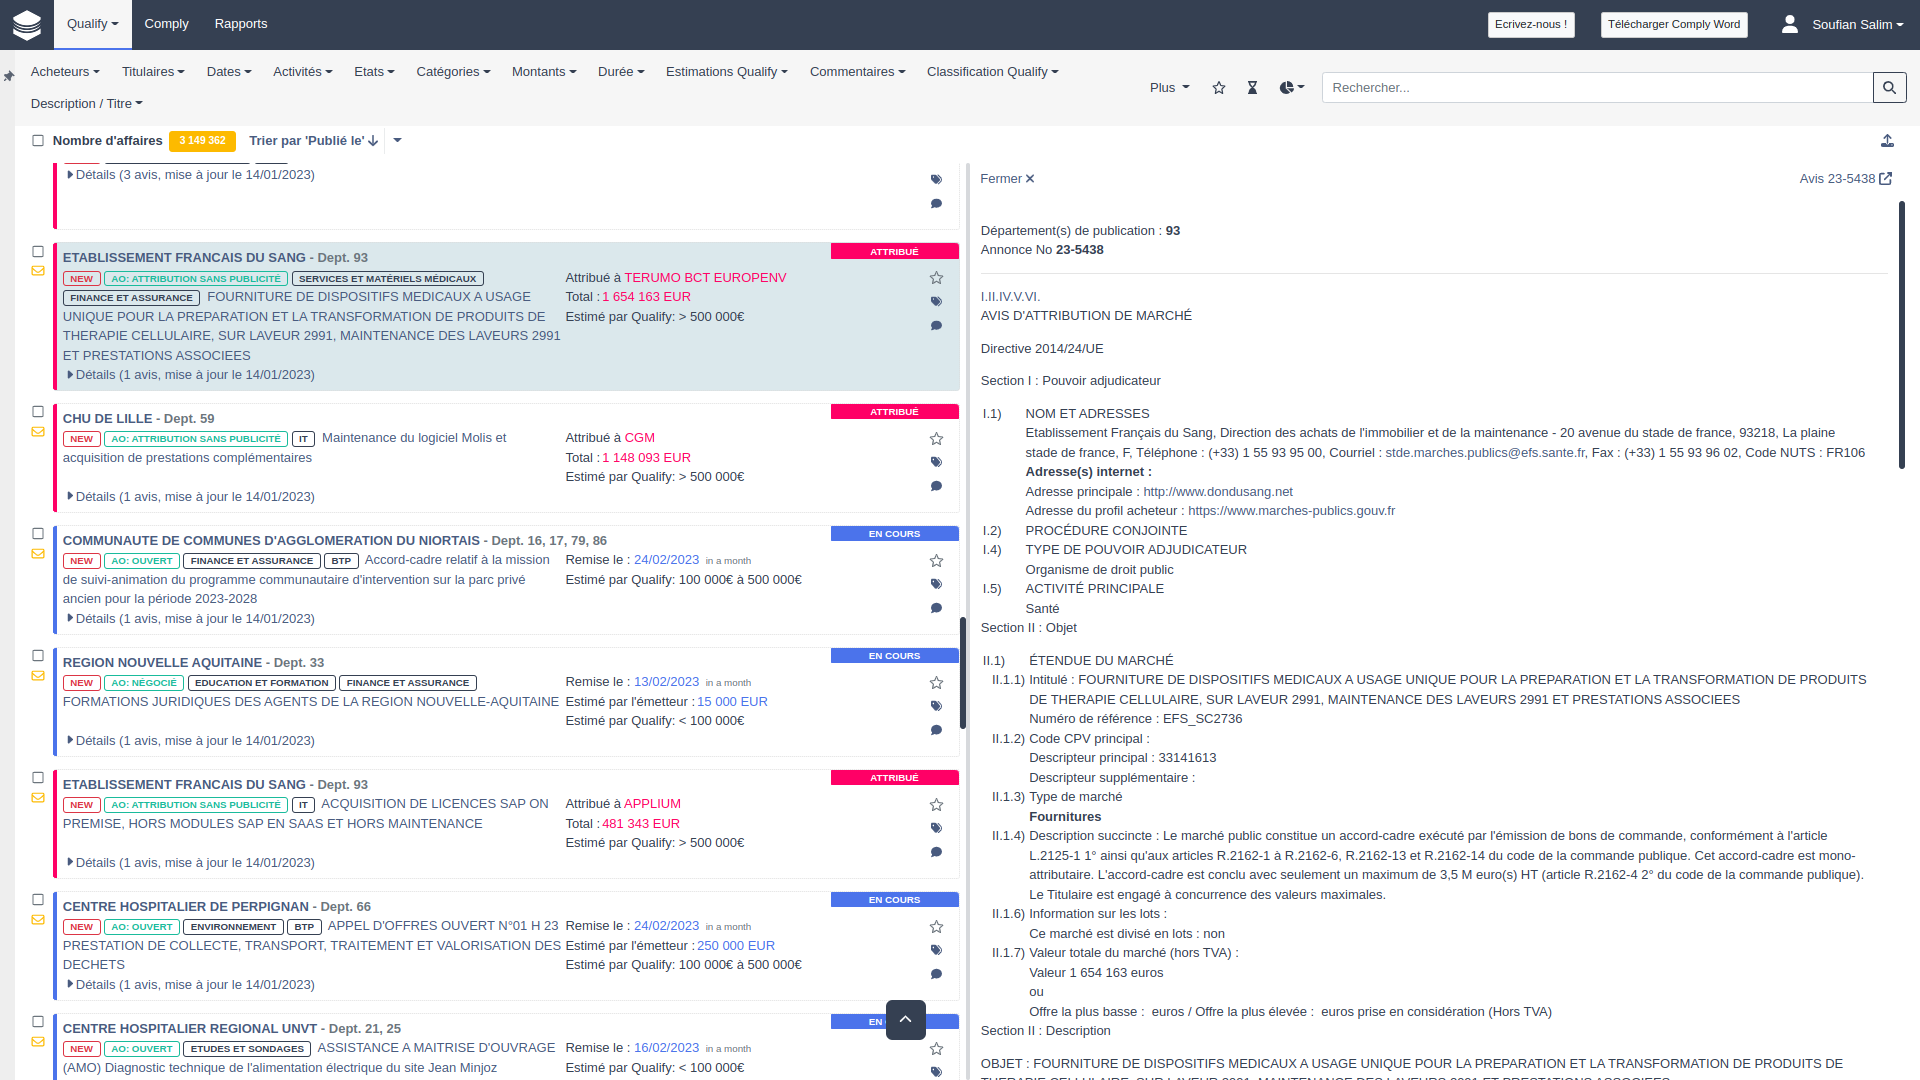 Qualify
Comply
Rapports
Ecrivez-nous !
Télécharger Comply Word
Soufian Salim
Acheteurs
Titulaires
Dates
Activités
Etats
Catégories
Montants
Durée
Estimations Qualify
Commentaires
Classification Qualify
Description / Titre
Plus
Rechercher...
Nombre d'affaires
3 149 362
Trier par 'Publié le'
Détails (3 avis, mise à jour le 14/01/2023)
ATTRIBUÉ
ETABLISSEMENT FRANCAIS DU SANG - Dept. 93
NEW AO: ATTRIBUTION SANS PUBLICITÉ SERVICES ET MATÉRIELS MÉDICAUX
FINANCE ET ASSURANCE FOURNITURE DE DISPOSITIFS MEDICAUX A USAGE
UNIQUE POUR LA PREPARATION ET LA TRANSFORMATION DE PRODUITS DE
THERAPIE CELLULAIRE, SUR LAVEUR 2991, MAINTENANCE DES LAVEURS 2991
ET PRESTATIONS ASSOCIEES
Détails (1 avis, mise à jour le 14/01/2023)
Attribué à TERUMO BCT EUROPENV
Total : 1 654 163 EUR
Estimé par Qualify: > 500 000€
ATTRIBUÉ
CHU DE LILLE - Dept. 59
NEW AO: ATTRIBUTION SANS PUBLICITÉ IT Maintenance du logiciel Molis et
acquisition de prestations complémentaires
Détails (1 avis, mise à jour le 14/01/2023)
Attribué à CGM
Total : 1 148 093 EUR
Estimé par Qualify: > 500 000€
EN COURS
COMMUNAUTE DE COMMUNES D'AGGLOMERATION DU NIORTAIS - Dept. 16, 17, 79, 86
NEW AO: OUVERT FINANCE ET ASSURANCE BTP Accord-cadre relatif à la mission
de suivi-animation du programme communautaire d'intervention sur la parc privé
ancien pour la période 2023-2028
Détails (1 avis, mise à jour le 14/01/2023)
Remise le : 24/02/2023 in a month
Estimé par Qualify: 100 000€ à 500 000€
EN COURS
REGION NOUVELLE AQUITAINE - Dept. 33
NEW AO: NÉGOCIÉ EDUCATION ET FORMATION FINANCE ET ASSURANCE
FORMATIONS JURIDIQUES DES AGENTS DE LA REGION NOUVELLE-AQUITAINE
Détails (1 avis, mise à jour le 14/01/2023)
Remise le : 13/02/2023 in a month
Estimé par l'émetteur : 15 000 EUR
Estimé par Qualify: < 100 000€
ATTRIBUÉ
ETABLISSEMENT FRANCAIS DU SANG - Dept. 93
NEW AO: ATTRIBUTION SANS PUBLICITÉ IT ACQUISITION DE LICENCES SAP ON
PREMISE, HORS MODULES SAP EN SAAS ET HORS MAINTENANCE
Détails (1 avis, mise à jour le 14/01/2023)
Attribué à APPLIUM
Total : 481 343 EUR
Estimé par Qualify: > 500 000€
EN COURS
CENTRE HOSPITALIER DE PERPIGNAN - Dept. 66
NEW AO: OUVERT ENVIRONNEMENT BTP APPEL D'OFFRES OUVERT N°01 H 23
PRESTATION DE COLLECTE, TRANSPORT, TRAITEMENT ET VALORISATION DES
DECHETS
Détails (1 avis, mise à jour le 14/01/2023)
Remise le : 24/02/2023 in a month
Estimé par l'émetteur : 250 000 EUR
Estimé par Qualify: 100 000€ à 500 000€
EN
CENTRE HOSPITALIER REGIONAL UNVT - Dept. 21, 25
NEW AO: OUVERT ETUDES ET SONDAGES ASSISTANCE A MAITRISE D'OUVRAGE
(AMO) Diagnostic technique de l'alimentation électrique du site Jean Minjoz
Remise le : 16/02/2023 in a month
Estimé par Qualify: < 100 000€
Fermer
Avis 23-5438
Département(s) de publication : 93
Annonce No 23-5438
I.II.IV.V.VI.
AVIS D'ATTRIBUTION DE MARCHÉ
Directive 2014/24/UE
Section I : Pouvoir adjudicateur
I.1) NOM ET ADRESSES
Etablissement Français du Sang, Direction des achats de l'immobilier et de la maintenance - 20 avenue du stade de france, 93218, La plaine
stade de france, F, Téléphone : (+33) 1 55 93 95 00, Courriel : stde.marches.publics@efs.sante.fr, Fax : (+33) 1 55 93 96 02, Code NUTS : FR106
Adresse(s) internet :
Adresse principale : http://www.dondusang.net
Adresse du profil acheteur : https://www.marches-publics.gouv.fr
I.2) PROCÉDURE CONJOINTE
I.4) TYPE DE POUVOIR ADJUDICATEUR
Organisme de droit public
I.5) ACTIVITÉ PRINCIPALE
Santé
Section II : Objet
II.1) ÉTENDUE DU MARCHÉ
II.1.1) Intitulé : FOURNITURE DE DISPOSITIFS MEDICAUX A USAGE UNIQUE POUR LA PREPARATION ET LA TRANSFORMATION DE PRODUITS
DE THERAPIE CELLULAIRE, SUR LAVEUR 2991, MAINTENANCE DES LAVEURS 2991 ET PRESTATIONS ASSOCIEES
Numéro de référence : EFS_SC2736
II.1.2) Code CPV principal :
Descripteur principal : 33141613
Descripteur supplémentaire :
II.1.3) Type de marché
Fournitures
II.1.4) Description succincte : Le marché public constitue un accord-cadre exécuté par l'émission de bons de commande, conformément à l'article
L.2125-1 1° ainsi qu'aux articles R.2162-1 à R.2162-6, R.2162-13 et R.2162-14 du code de la commande publique. Cet accord-cadre est mono-
attributaire. L'accord-cadre est conclu avec seulement un maximum de 3,5 M euro(s) HT (article R.2162-4 2° du code de la commande publique).
Le Titulaire est engagé à concurrence des valeurs maximales.
II.1.6) Information sur les lots :
Ce marché est divisé en lots : non
II.1.7) Valeur totale du marché (hors TVA) :
Valeur 1 654 163 euros
ou
Offre la plus basse : euros / Offre la plus élevée : euros prise en considération (Hors TVA)
Section II : Description
OBJET : FOURNITURE DE DISPOSITIFS MEDICAUX A USAGE UNIQUE POUR LA PREPARATION ET LA TRANSFORMATION DE PRODUITS DE
THERAPIE CELLULAIRE, SUR LAVEUR 2991, MAINTENANCE DES LAVEURS 2991 ET PRESTATIONS ASSOCIEES